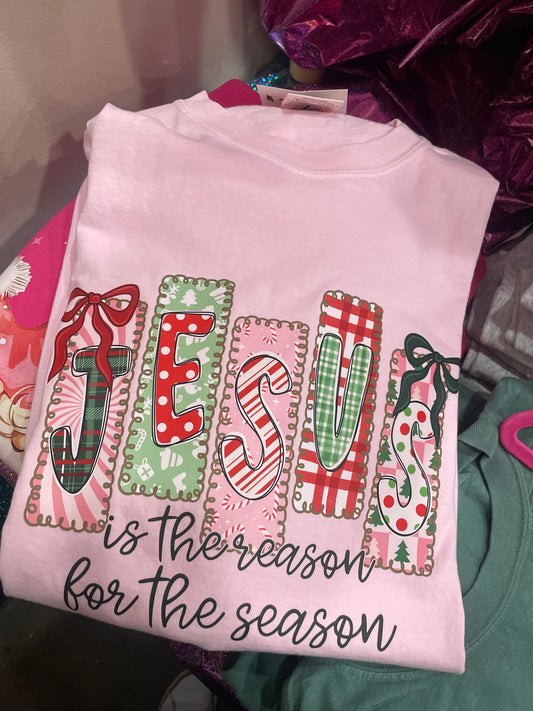 JESUS
is the reason
for the season